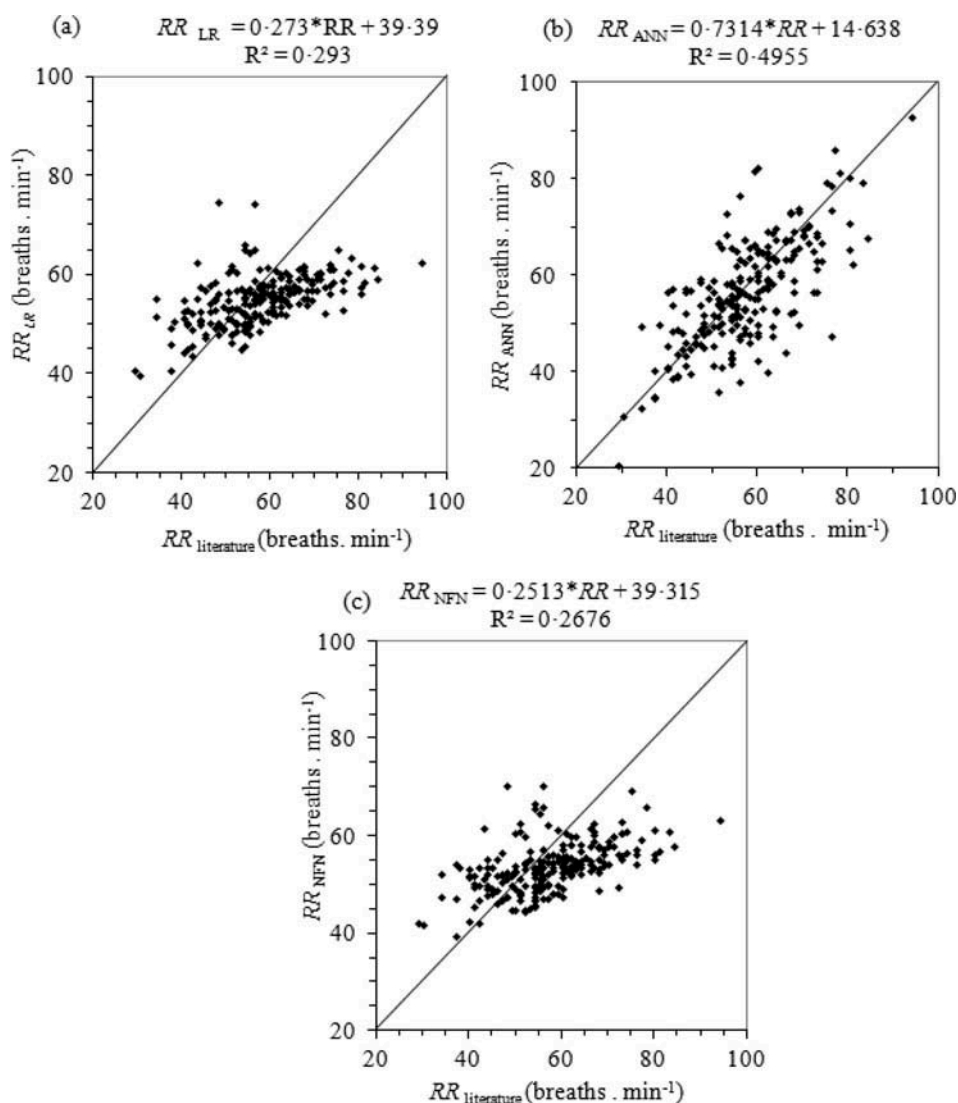 (a) RR LR = 0·273*RR + 39·39
R² = 0·293
100
80
60
40
20
RR LR (breaths . min-1)
20 40 60 80 100
RR literature (breaths. min-1)
(b) RR ANN = 0·7314*RR + 14·638
R² = 0·4955
100
80
60
40
20
RR ANN (breaths. min-1)
20 40 60 80 100
RR literature (breaths . min-1)
(c) RR NFN = 0·2513*RR + 39·315
R² = 0·2676
100
80
60
40
20
RR NFN (breaths . min-1)
20 40 60 80 100
RR literature (breaths . min-1)